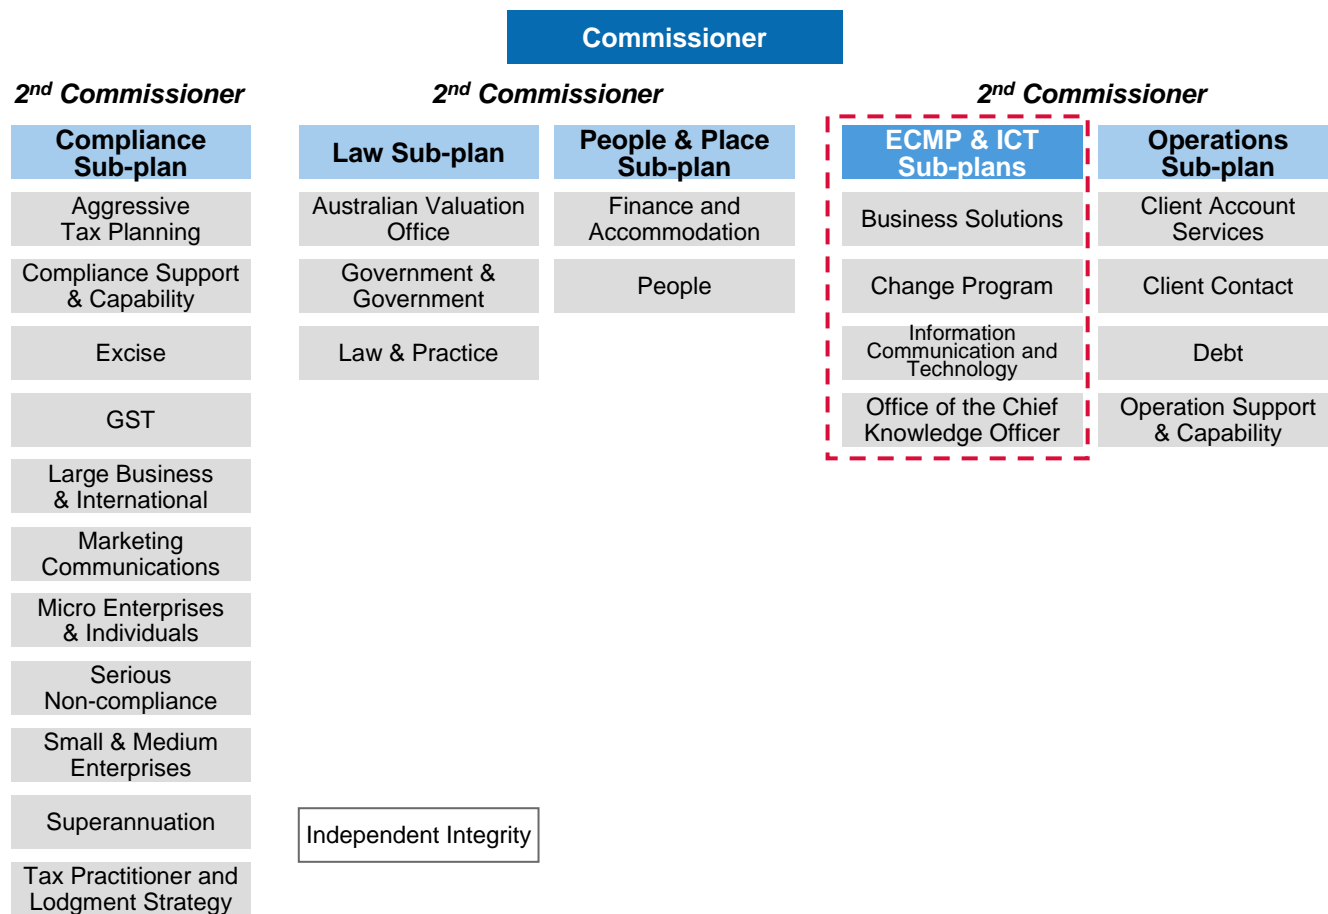 Commissioner
2nd Commissioner
Compliance
Sub-plan
Aggressive
Tax Planning
Compliance Support
& Capability
Excise
GST
Large Business
& International
Marketing
Communications
Micro Enterprises
& Individuals
Serious
Non-compliance
Small & Medium
Enterprises
Superannuation
Tax Practitioner and
Lodgment Strategy
2nd Commissioner
Law Sub-plan
Australian Valuation
Office
Government &
Government
Law & Practice
People & Place
Sub-plan
Finance and
Accommodation
People
Independent Integrity
2nd Commissioner
ECMP & ICT
Sub-plans
Business Solutions
Change Program
Information
Communication and
Technology
Office of the Chief
Knowledge Officer
Operations
Sub-plan
Client Account
Services
Client Contact
Debt
Operation Support
& Capability